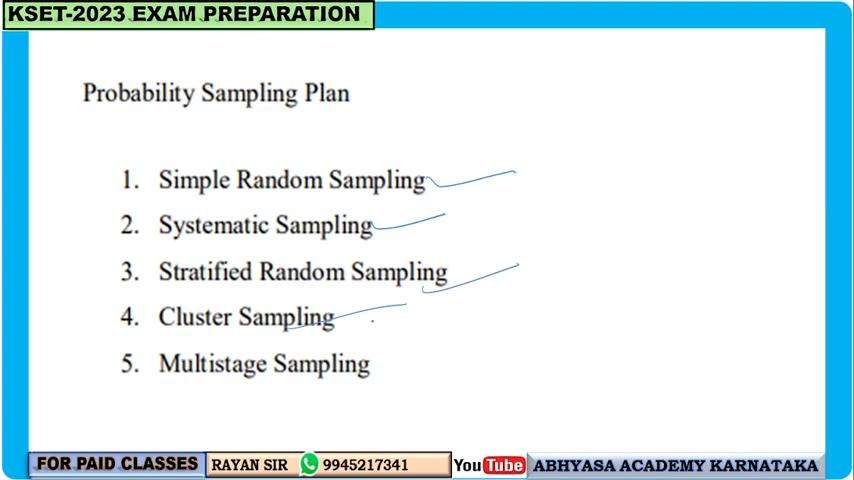 KSET-2023 EXAM PREPARATION
Probability Sampling Plan
1. Simple Random Sampling
2. Systematic Sampling
3. Stratified Random Sampling
4. Cluster Sampling
5. Multistage Sampling
FOR PAID CLASSES RAYAN SIR 9945217341 YouTube ABHYASA ACADEMY KARNATAKA